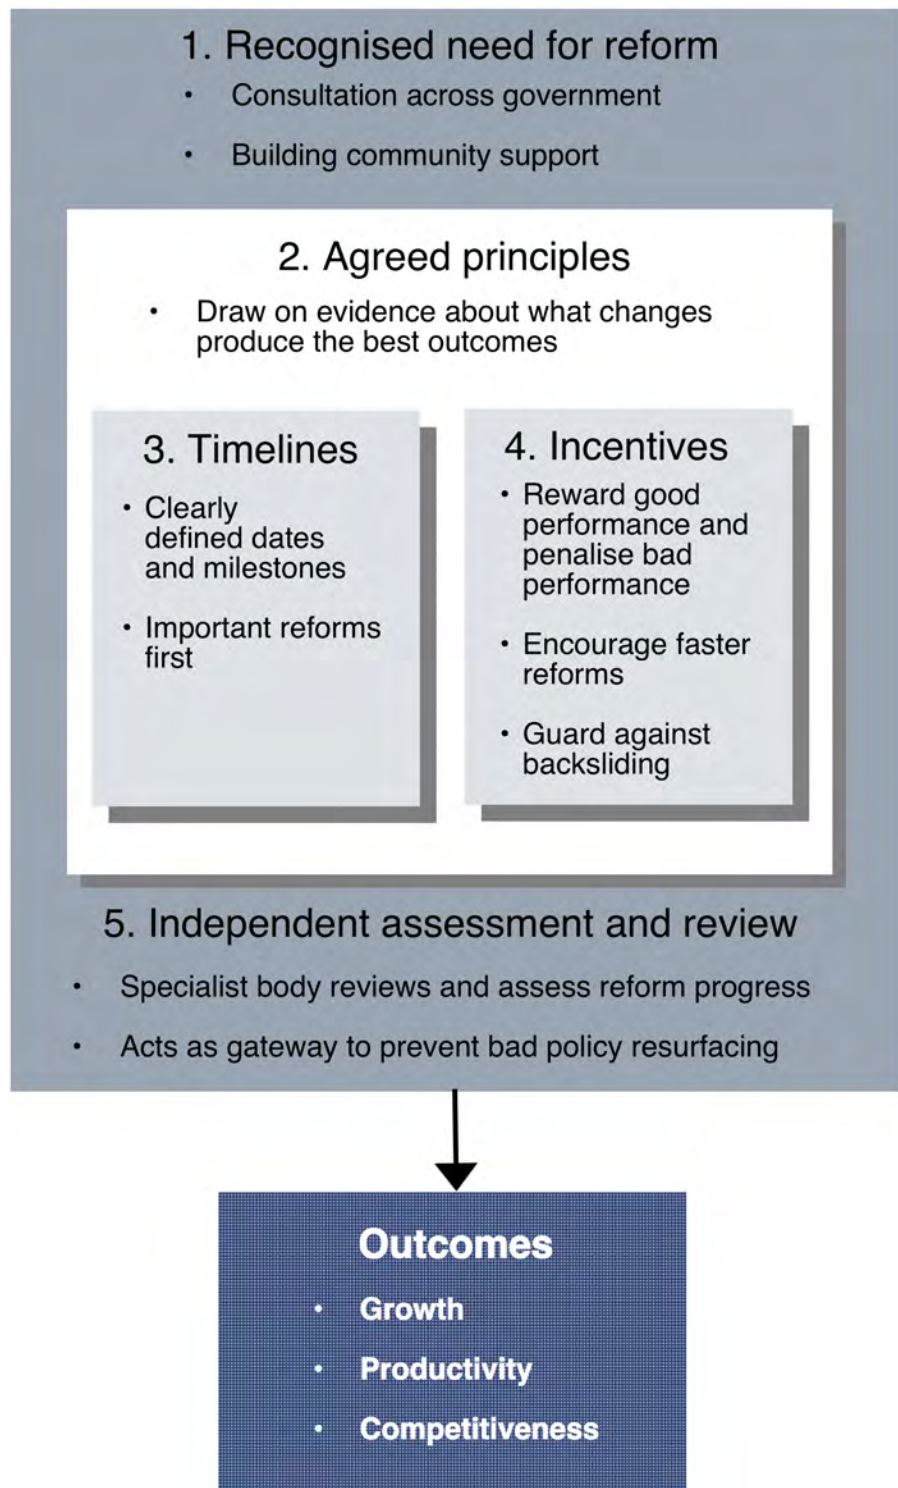 1. Recognised need for reform
• Consultation across government
• Building community support
2. Agreed principles
• Draw on evidence about what changes
produce the best outcomes
3. Timelines
• Clearly
defined dates
and milestones
• Important reforms
first
4. Incentives
• Reward good
performance and
penalise bad
performance
• Encourage faster
reforms
• Guard against
backsliding
5. Independent assessment and review
• Specialist body reviews and assess reform progress
• Acts as gateway to prevent bad policy resurfacing
Outcomes
• Growth
• Productivity
• Competitiveness